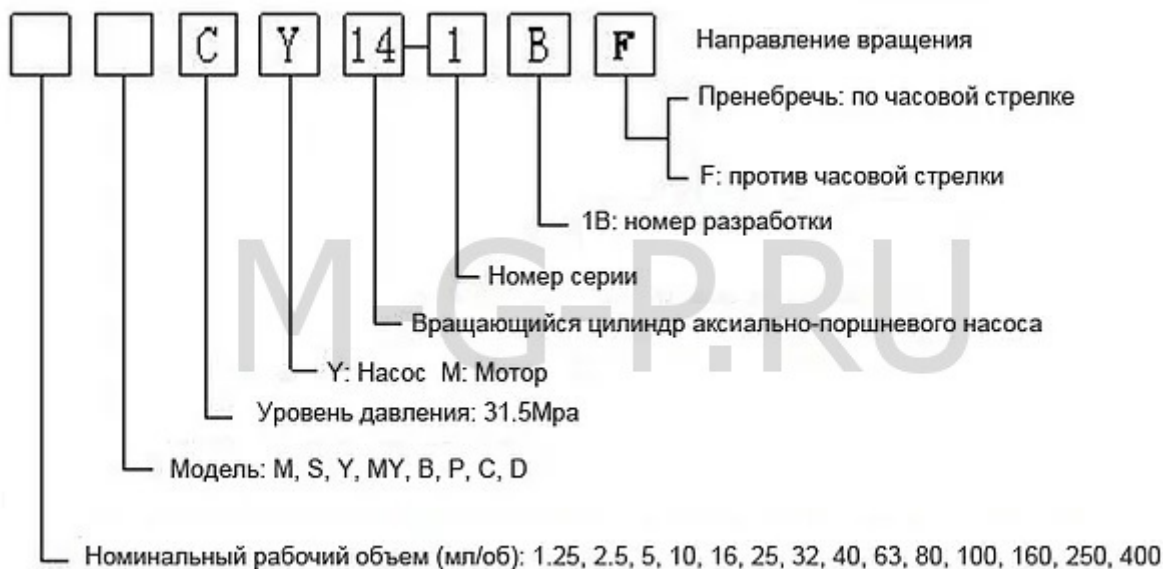 C Y 14-1 B F Направление вращения
Пренебречь: по часовой стрелке
F: против часовой стрелки
1B: номер разработки
Номер серии
Вращающийся цилиндр аксиально-поршневого насоса
M-G-P.RU
Y: Насос M: Мотор
Уровень давления: 31.5Mpa
Модель: M, S, Y, MY, B, P, C, D
Номинальный рабочий объем (мл/об): 1.25, 2.5, 5, 10, 16, 25, 32, 40, 63, 80, 100, 160, 250, 400